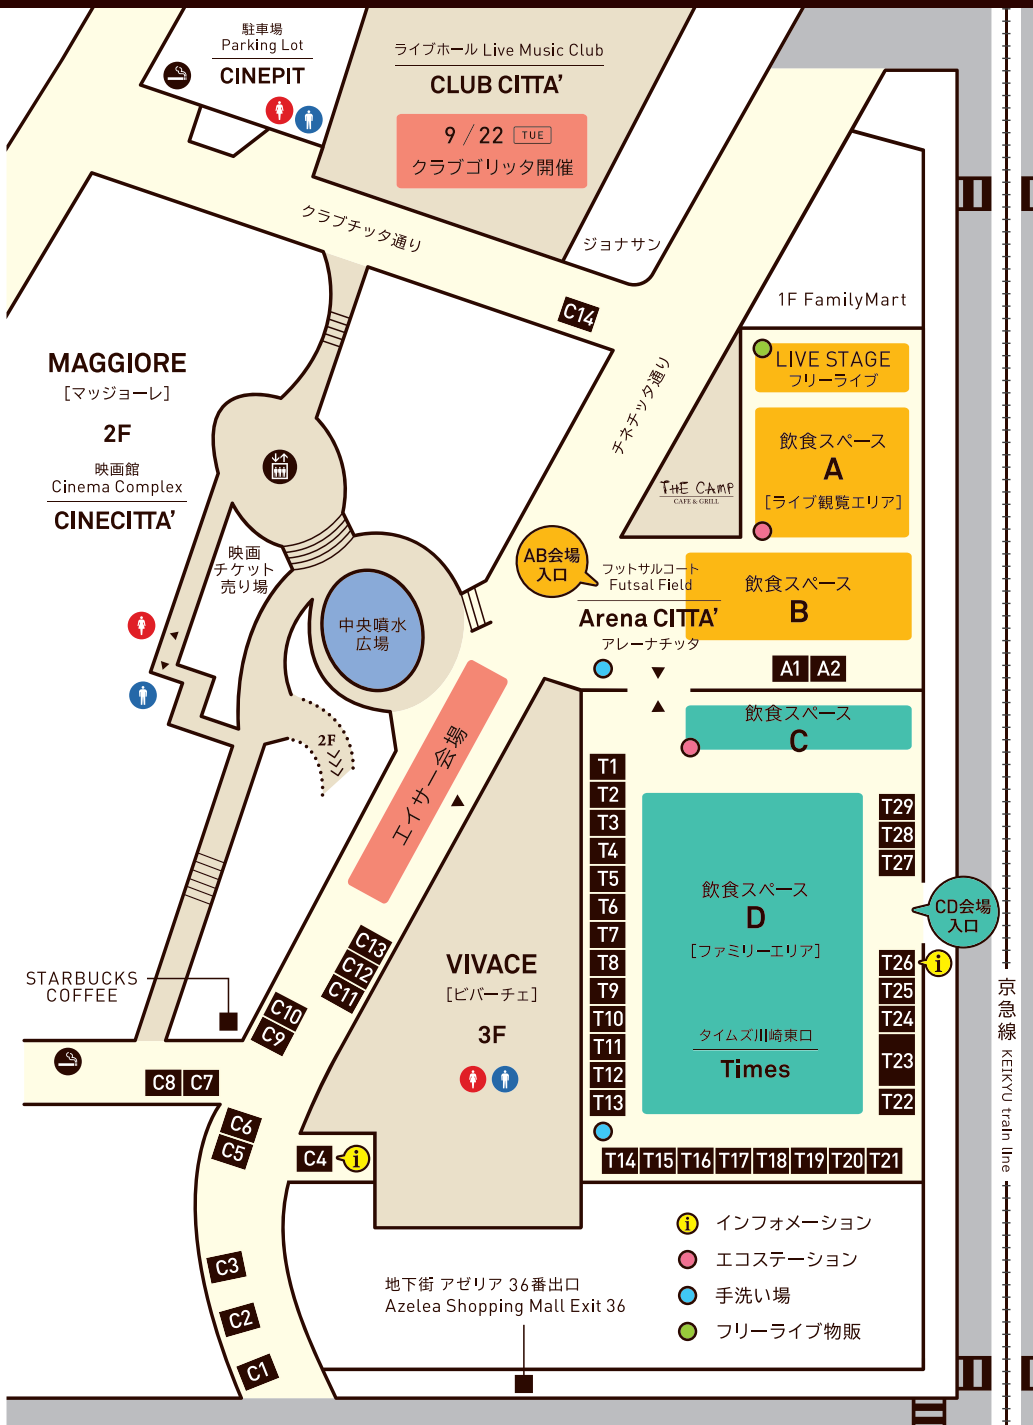 駐車場
Parking Lot
CINEPIT
ライブホール Live Music Club
CLUB CITTA’
9 / 22 TUE
クラブゴリッタ開催
クラブチッタ通り
ジョナサン
1F FamilyMart
C14
MAGGIORE
[マッジョーレ]
2F
映画館
Cinema Complex
CINECITTA’
LIVE STAGE
フリーライブ
チネチッタ通り
飲食スペース
A
[ライブ観覧エリア]
THE CAMP
CAFE & GRILL
映画
チケット
売り場
AB会場
入口
フットサルコート
Futsal Field
Arena CITTA’
アレーナチッタ
飲食スペース
B
中央噴水
広場
A1 A2
2F
エイサー会場
飲食スペース
C
T1
T2
T3
T4
T5
T6
T7
T8
T9
T10
T11
T12
T13
T29
T28
T27
飲食スペース
D
[ファミリーエリア]
CD会場
入口
T26
T25
T24
T23
T22
タイムズ川崎東口
Times
京急線 KEIKYU train line
STARBUCKS
COFFEE
C13
C12
C11
C10
C9
VIVACE
[ビバーチェ]
3F
C8 C7
C6
C5
C4
i
T14 T15 T16 T17 T18 T19 T20 T21
C3
C2
C1
地下街 アゼリア 36番出口
Azelea Shopping Mall Exit 36
i インフォメーション
エコステーション
手洗い場
フリーライブ物販
i